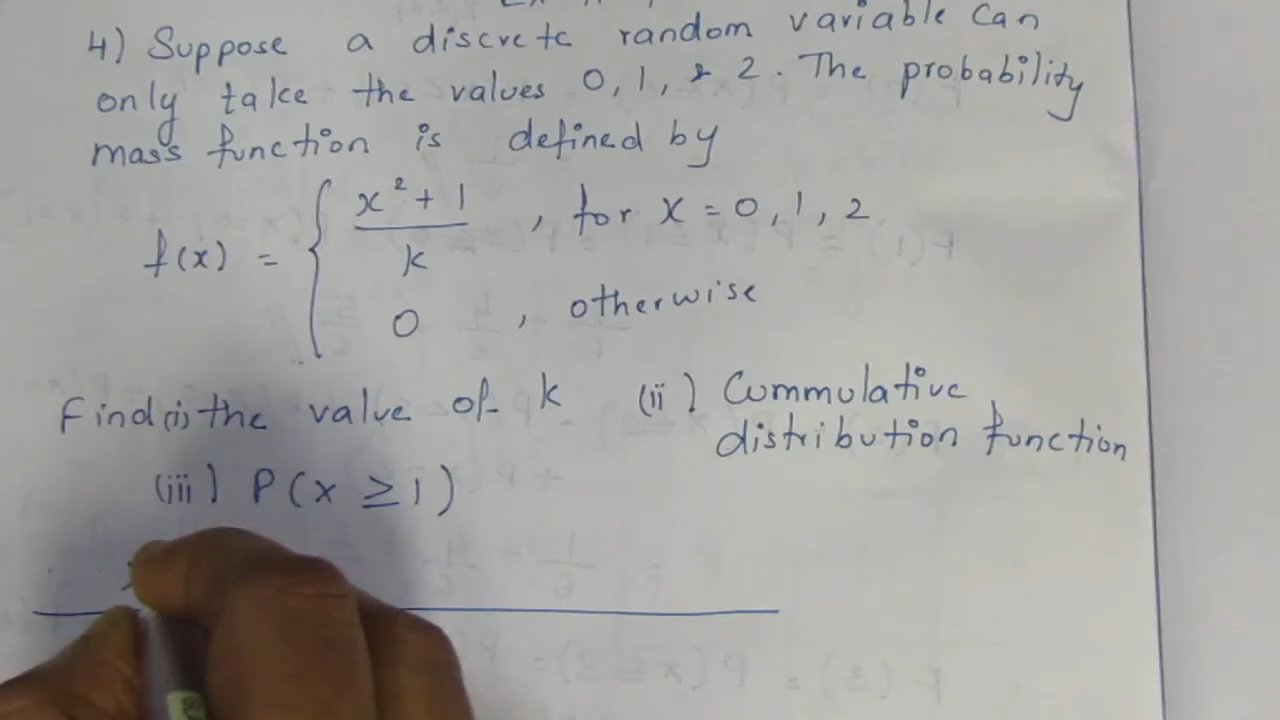 4) Suppose a discrete random variable can
only take the values 0, 1, & 2. The probability
mass function is defined by
f(x) = { x² + 1 / k , for x = 0, 1, 2
0 , otherwise
Find (i) the value of k (ii) Cummulative
distribution function
(iii) P(x ≥ 1)